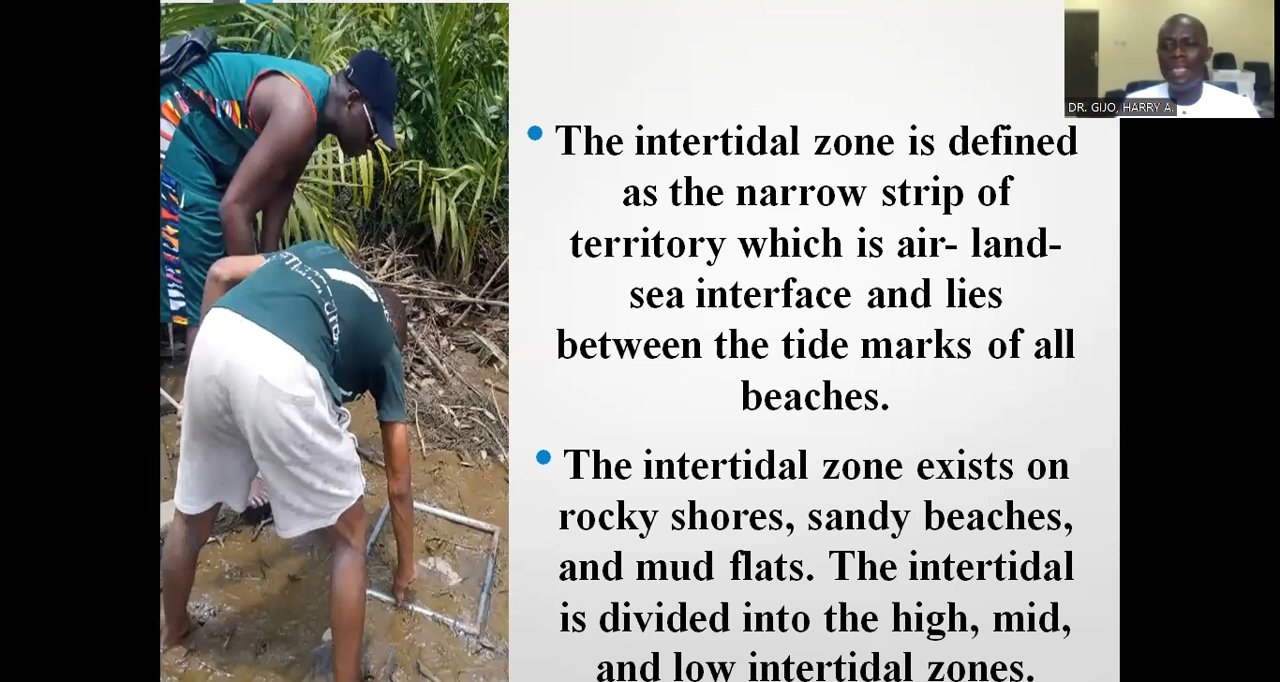 DR. GIJO, HARRY A.
• The intertidal zone is defined
as the narrow strip of
territory which is air- land-
sea interface and lies
between the tide marks of all
beaches.
• The intertidal zone exists on
rocky shores, sandy beaches,
and mud flats. The intertidal
is divided into the high, mid,
and low intertidal zones.